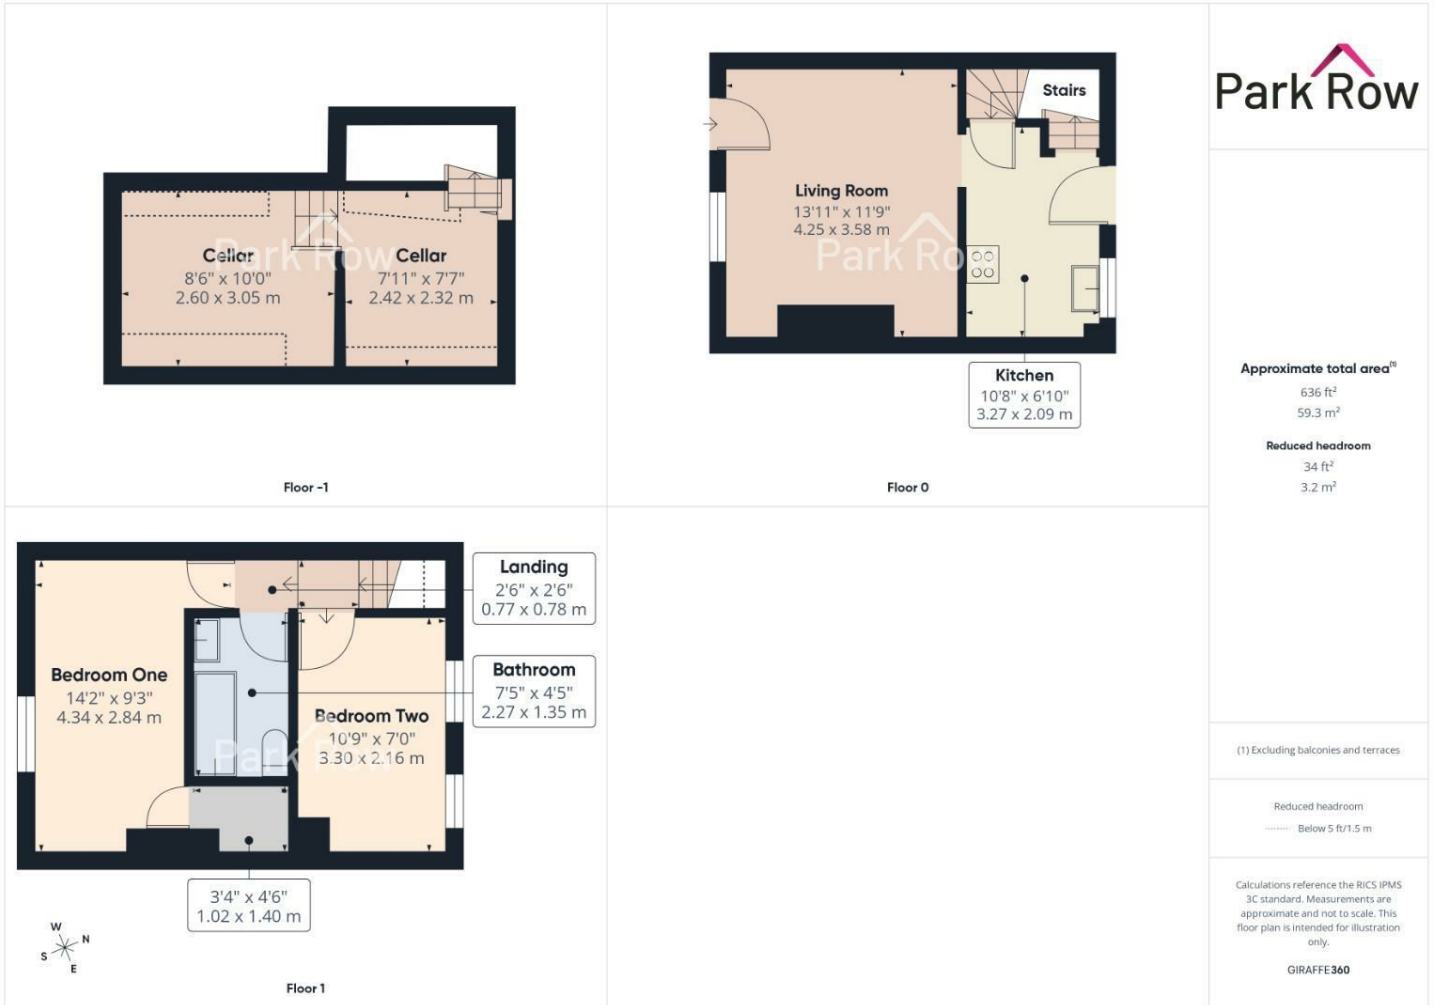 Cellar
8'6" x 10'0"
2.60 x 3.05 m
Cellar
7'11" x 7'7"
2.42 x 2.32 m
Park Row
Floor -1
Stairs
Living Room
13'11" x 11'9"
4.25 x 3.58 m
Park Row
Kitchen
10'8" x 6'10"
3.27 x 2.09 m
Floor 0
Landing
2'6" x 2'6"
0.77 x 0.78 m
Bathroom
7'5" x 4'5"
2.27 x 1.35 m
Bedroom One
14'2" x 9'3"
4.34 x 2.84 m
Bedroom Two
10'9" x 7'0"
3.30 x 2.16 m
Park Row
3'4" x 4'6"
1.02 x 1.40 m
W
N
S
E
Floor 1
Park Row
Approximate total area⁽¹⁾
636 ft²
59.3 m²
Reduced headroom
34 ft²
3.2 m²
(1) Excluding balconies and terraces
Reduced headroom
Below 5 ft/1.5 m
Calculations reference the RICS IPMS
3C standard. Measurements are
approximate and not to scale. This
floor plan is intended for illustration
only.
GIRAFFE360